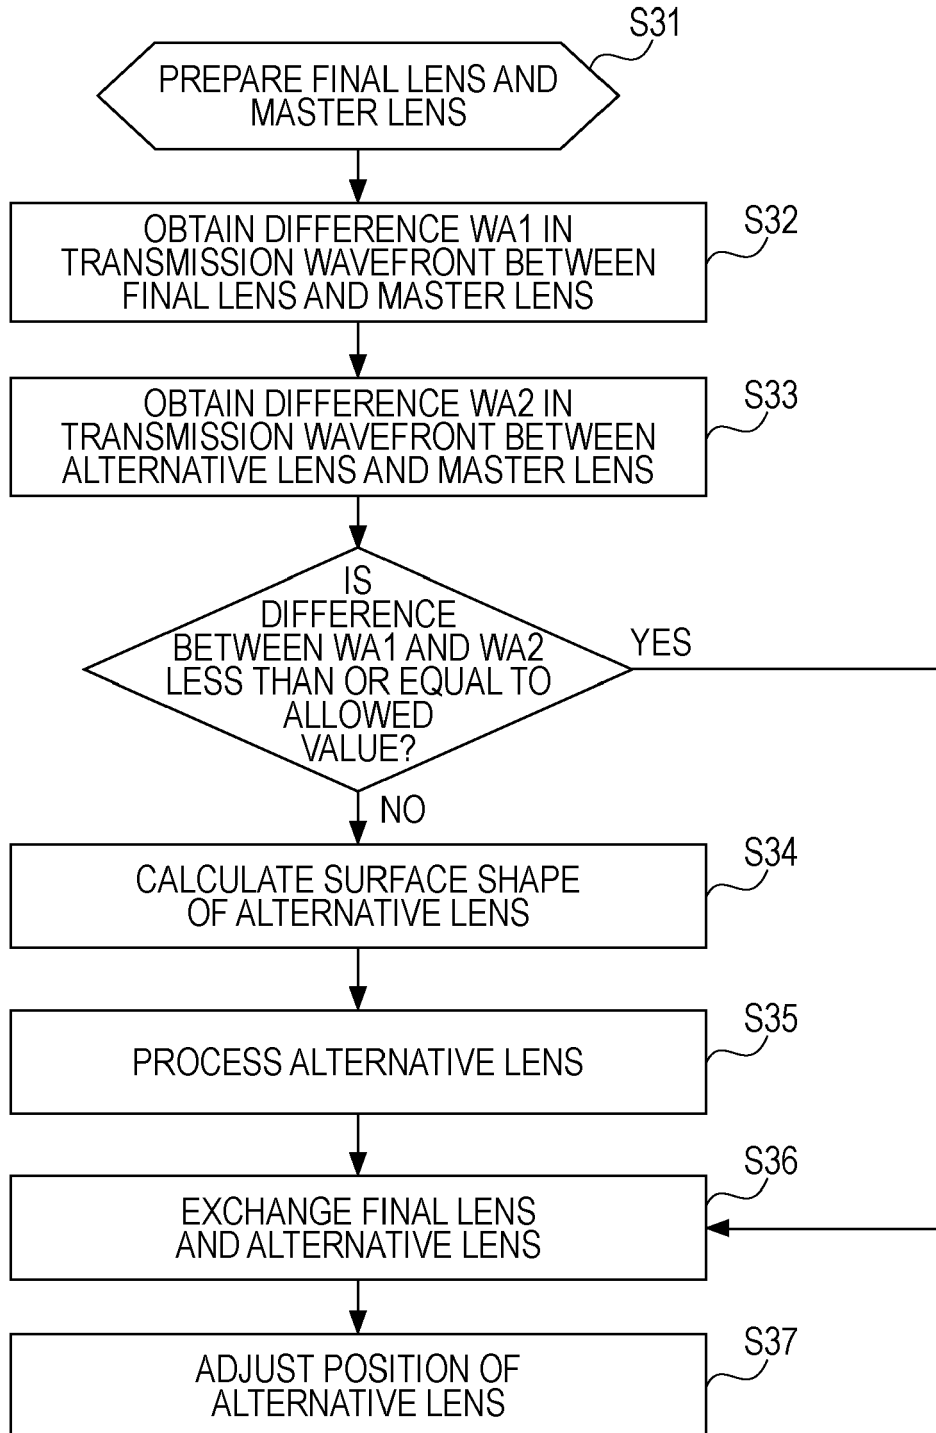 S31
PREPARE FINAL LENS AND
MASTER LENS
S32
OBTAIN DIFFERENCE WA1 IN
TRANSMISSION WAVEFRONT BETWEEN
FINAL LENS AND MASTER LENS
S33
OBTAIN DIFFERENCE WA2 IN
TRANSMISSION WAVEFRONT BETWEEN
ALTERNATIVE LENS AND MASTER LENS
IS
DIFFERENCE
BETWEEN WA1 AND WA2
LESS THAN OR EQUAL TO
ALLOWED
VALUE?
YES
NO
S34
CALCULATE SURFACE SHAPE
OF ALTERNATIVE LENS
S35
PROCESS ALTERNATIVE LENS
S36
EXCHANGE FINAL LENS
AND ALTERNATIVE LENS
S37
ADJUST POSITION OF
ALTERNATIVE LENS